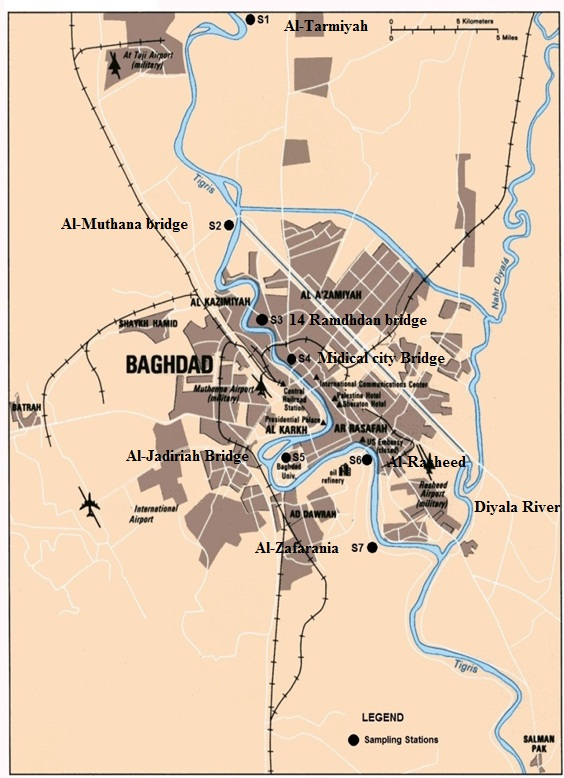 S1
Al-Tarmiyah
0 5 Kilometers
0 5 Miles
At Taji Airport
(military)
Tigris
Al-Muthana bridge
S2
Nahr Diyalá
AL KAZIMIYAH
AL A'ZAMIYAH
SHAYKH HAMID
S3
14 Ramdhdan bridge
BAGHDAD
S4
Midical city Bridge
Muthenna Airport
(military)
International Communications Center
Central
Railroad
Station
Palestine Hotel
Sheraton Hotel
BATRAH
Presidential Palace
AL KARKH
AR RASAFAH
US Embassy
(closed)
Al-Jadiriah Bridge
S5
Baghdad
Univ.
S6
Al-Rasheed
oil
refinery
Rasheed
Airport
(military)
International
Airport
AD DAWRAH
Diyala River
Al-Zafarania
S7
Tigris
LEGEND
Sampling Stations
SALMAN
PAK